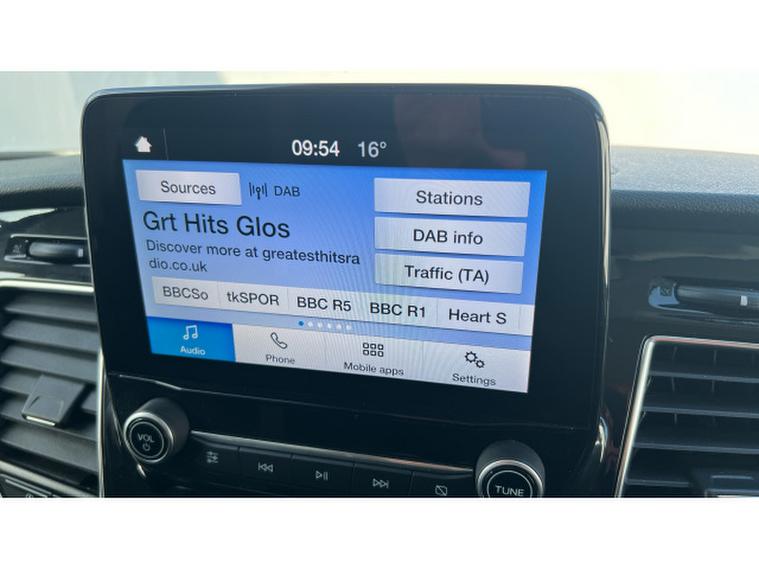 09:54 16°
Sources DAB
Stations
Grt Hits Glos
Discover more at greatesthitsra
dio.co.uk
DAB info
Traffic (TA)
BBCSo tkSPOR BBC R5 BBC R1 Heart S
Audio Phone Mobile apps Settings
VOL
TUNE